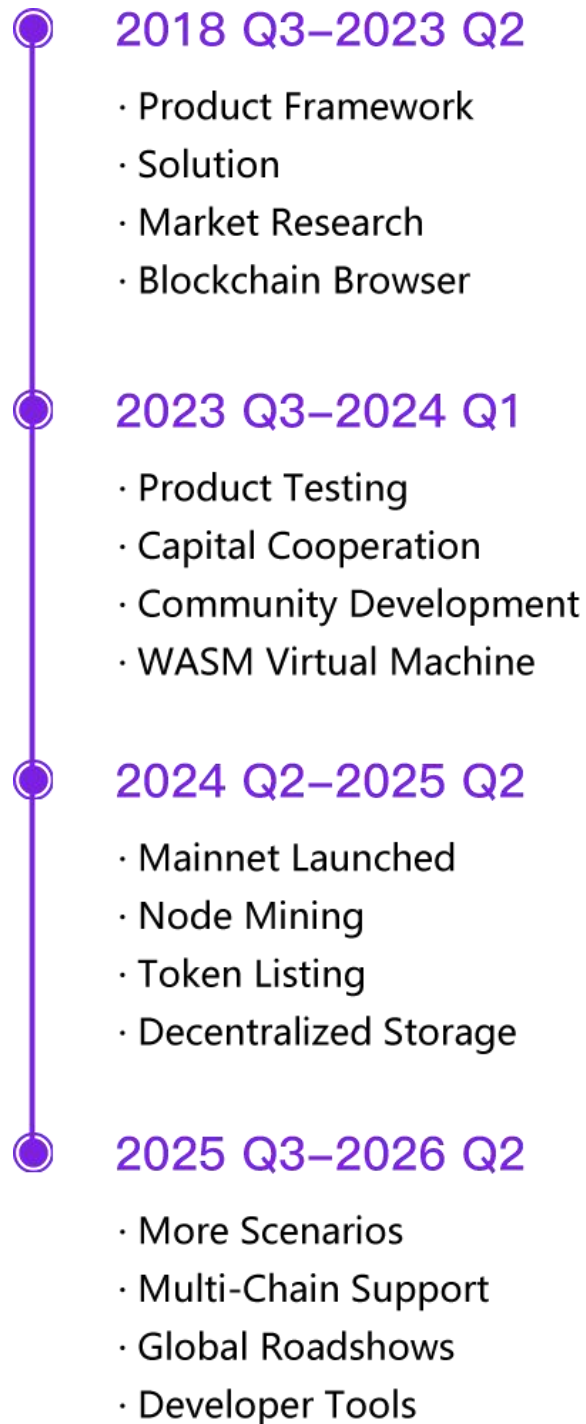 2018 Q3–2023 Q2
· Product Framework
· Solution
· Market Research
· Blockchain Browser
2023 Q3–2024 Q1
· Product Testing
· Capital Cooperation
· Community Development
· WASM Virtual Machine
2024 Q2–2025 Q2
· Mainnet Launched
· Node Mining
· Token Listing
· Decentralized Storage
2025 Q3–2026 Q2
· More Scenarios
· Multi-Chain Support
· Global Roadshows
· Developer Tools